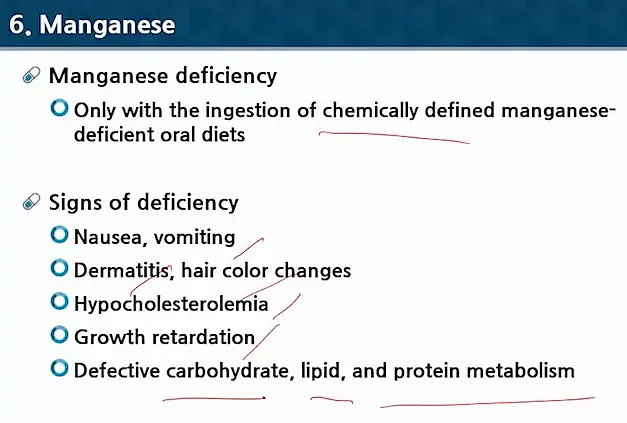 6. Manganese
Manganese deficiency
Only with the ingestion of chemically defined manganese-
deficient oral diets
Signs of deficiency
Nausea, vomiting
Dermatitis, hair color changes
Hypocholesterolemia
Growth retardation
Defective carbohydrate, lipid, and protein metabolism